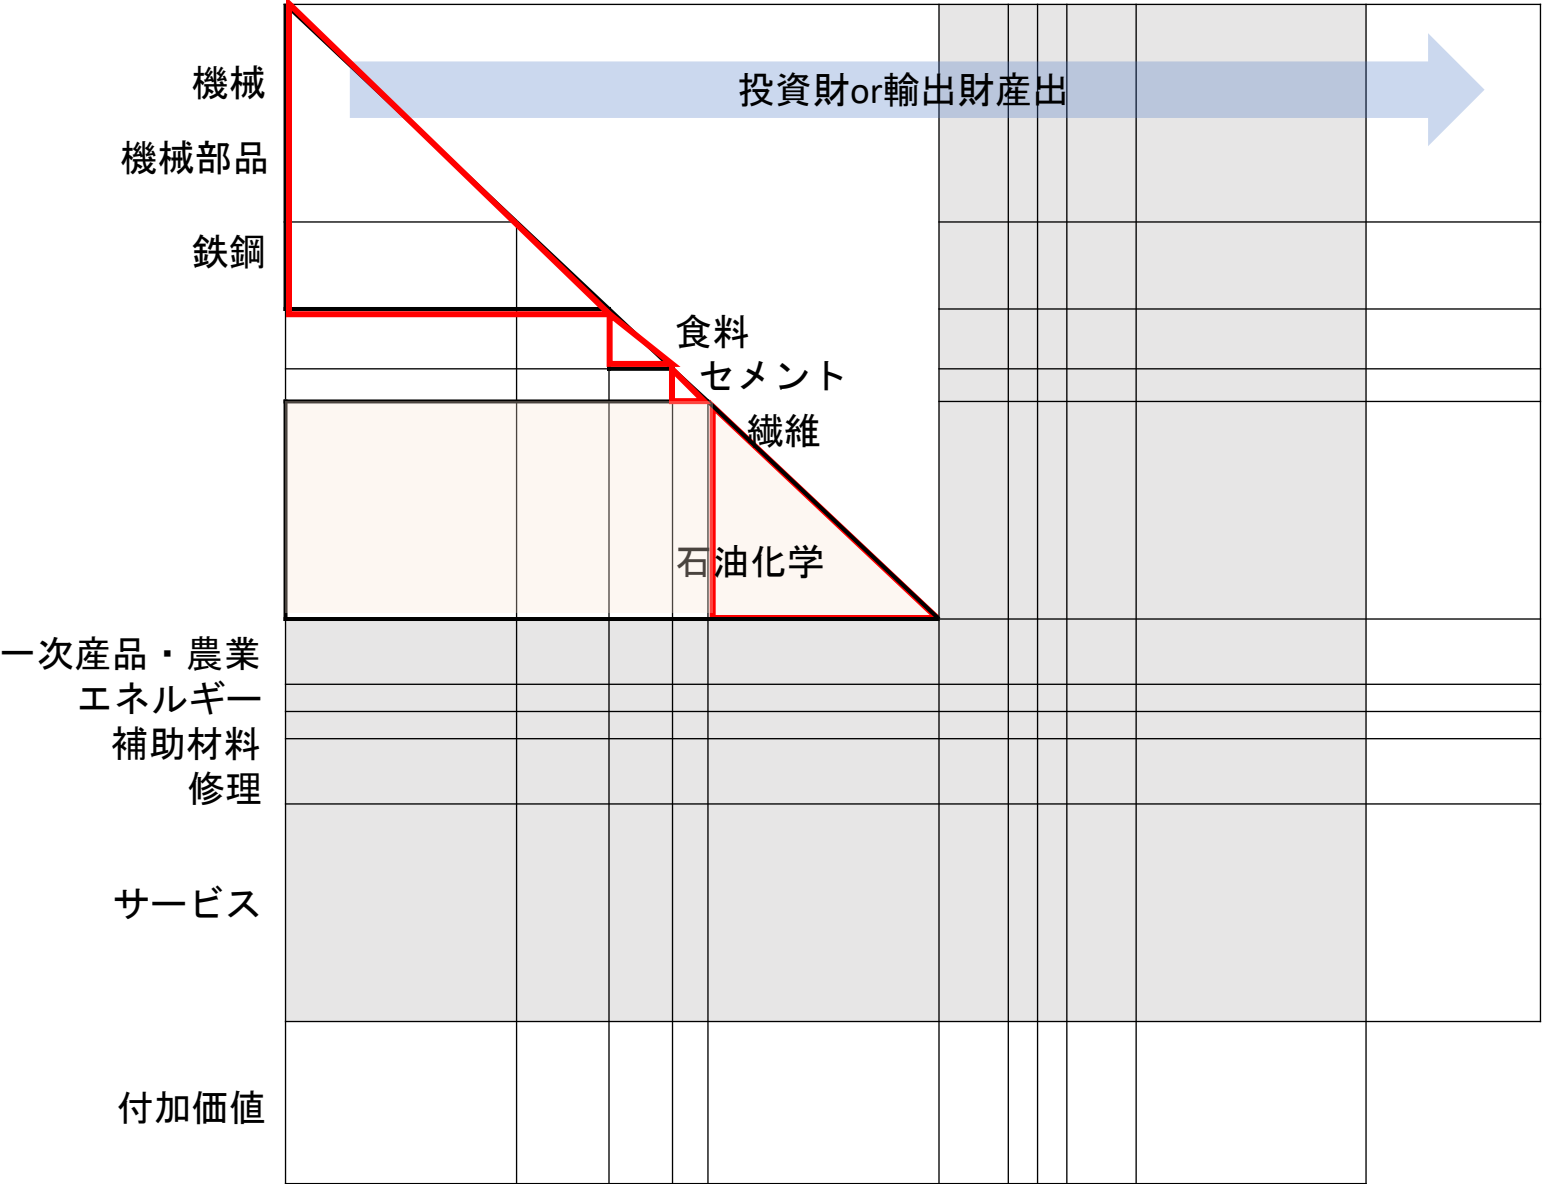 機械
投資財or輸出財産出
機械部品
鉄鋼
食料
セメント
繊維
石油化学
一次産品・農業
エネルギー
補助材料
修理
サービス
付加価値